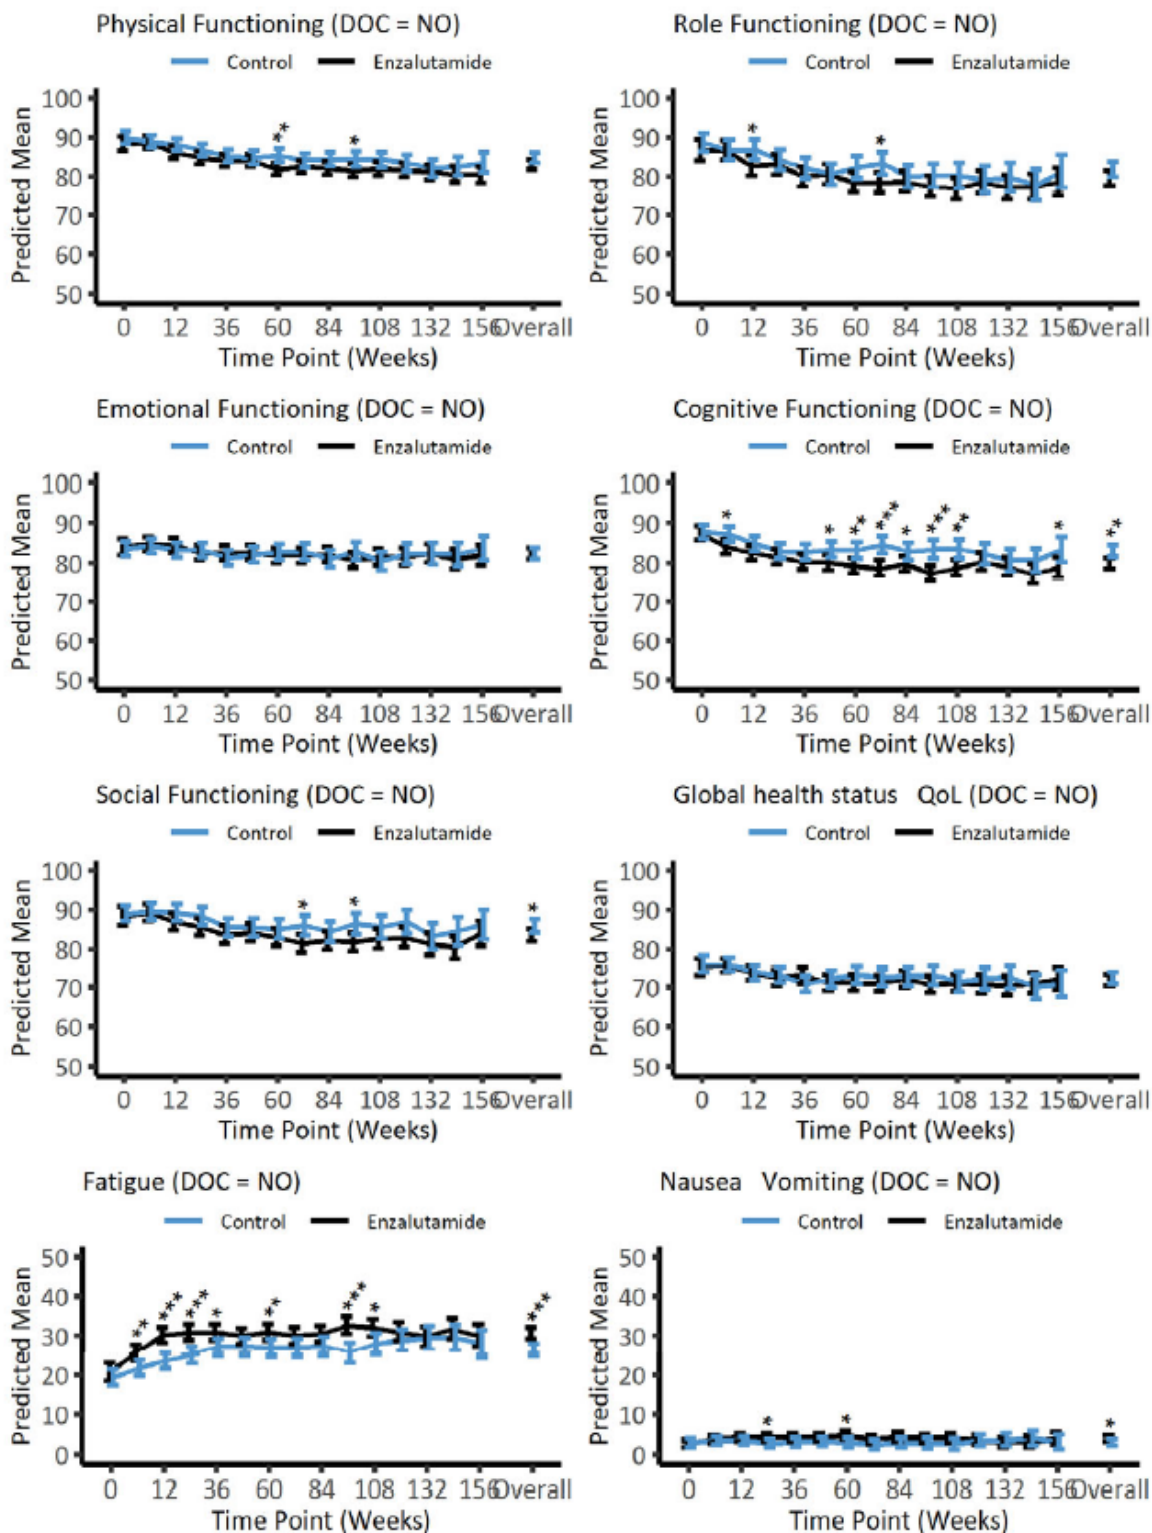 Physical Functioning (DOC = NO)
Control Enzalutamide
Predicted Mean
100
90
**
*
80
70
60
50
0 12 36 60 84 108 132 156 Overall
Time Point (Weeks)
Role Functioning (DOC = NO)
Control Enzalutamide
Predicted Mean
100
90
*
*
80
70
60
50
0 12 36 60 84 108 132 156 Overall
Time Point (Weeks)
Emotional Functioning (DOC = NO)
Control Enzalutamide
Predicted Mean
100
90
80
70
60
50
0 12 36 60 84 108 132 156 Overall
Time Point (Weeks)
Cognitive Functioning (DOC = NO)
Control Enzalutamide
Predicted Mean
100
90
* * ** *** * *** ** * **
80
70
60
50
0 12 36 60 84 108 132 156 Overall
Time Point (Weeks)
Social Functioning (DOC = NO)
Control Enzalutamide
Predicted Mean
100
90
* * *
80
70
60
50
0 12 36 60 84 108 132 156 Overall
Time Point (Weeks)
Global health status QoL (DOC = NO)
Control Enzalutamide
Predicted Mean
100
90
80
70
60
50
0 12 36 60 84 108 132 156 Overall
Time Point (Weeks)
Fatigue (DOC = NO)
Control Enzalutamide
Predicted Mean
50
40
** *** *** * ** *** * ***
30
20
10
0
0 12 36 60 84 108 132 156 Overall
Time Point (Weeks)
Nausea Vomiting (DOC = NO)
Control Enzalutamide
Predicted Mean
50
40
30
20
10
* * *
0
0 12 36 60 84 108 132 156 Overall
Time Point (Weeks)